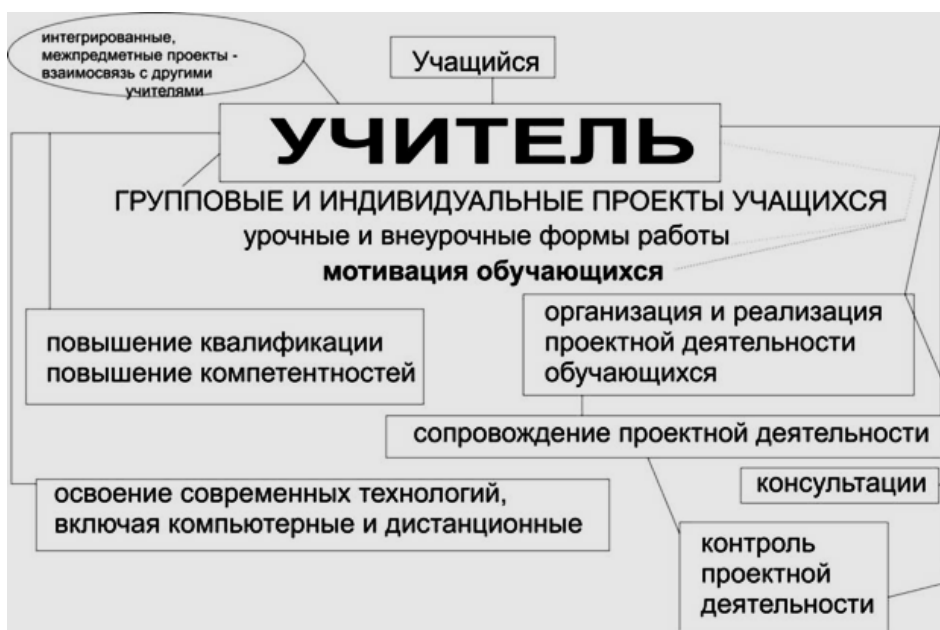 интегрированные,
межпредметные проекты -
взаимосвязь с другими
учителями
Учащийся
УЧИТЕЛЬ
ГРУППОВЫЕ И ИНДИВИДУАЛЬНЫЕ ПРОЕКТЫ УЧАЩИХСЯ
урочные и внеурочные формы работы
мотивация обучающихся
повышение квалификации
повышение компетентностей
организация и реализация
проектной деятельности
обучающихся
сопровождение проектной деятельности
консультации
освоение современных технологий,
включая компьютерные и дистанционные
контроль
проектной
деятельности